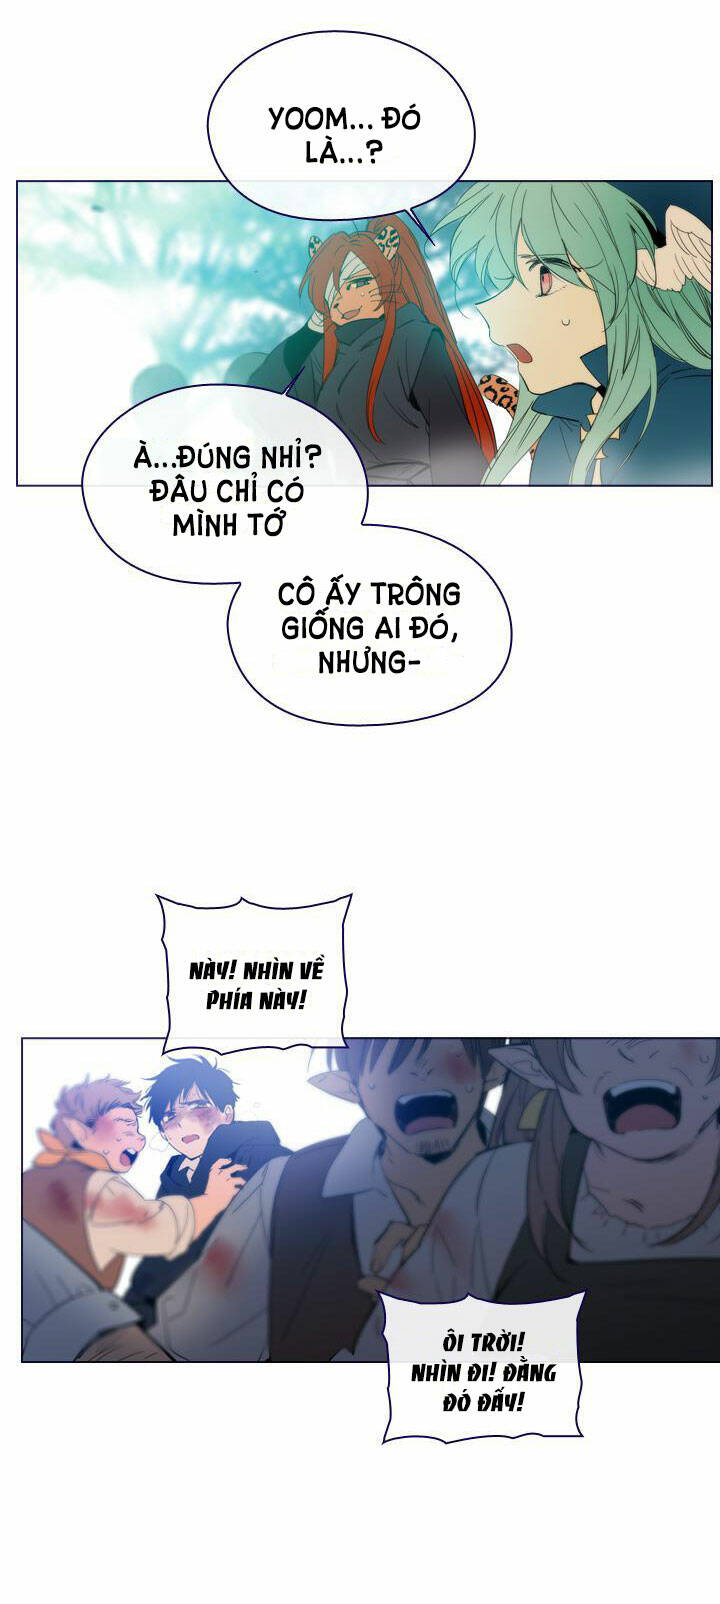 YOOM... ĐÓ
LÀ...?
À...ĐÚNG NHỈ?
ĐÂU CHỈ CÓ
MÌNH TỚ
CÔ ẤY TRÔNG
GIỐNG AI ĐÓ,
NHƯNG-
NÀY! NHÌN VỀ
PHÍA NÀY!
ÔI TRỜI!
NHÌN ĐI! ĐẰNG
ĐÓ ĐẤY!